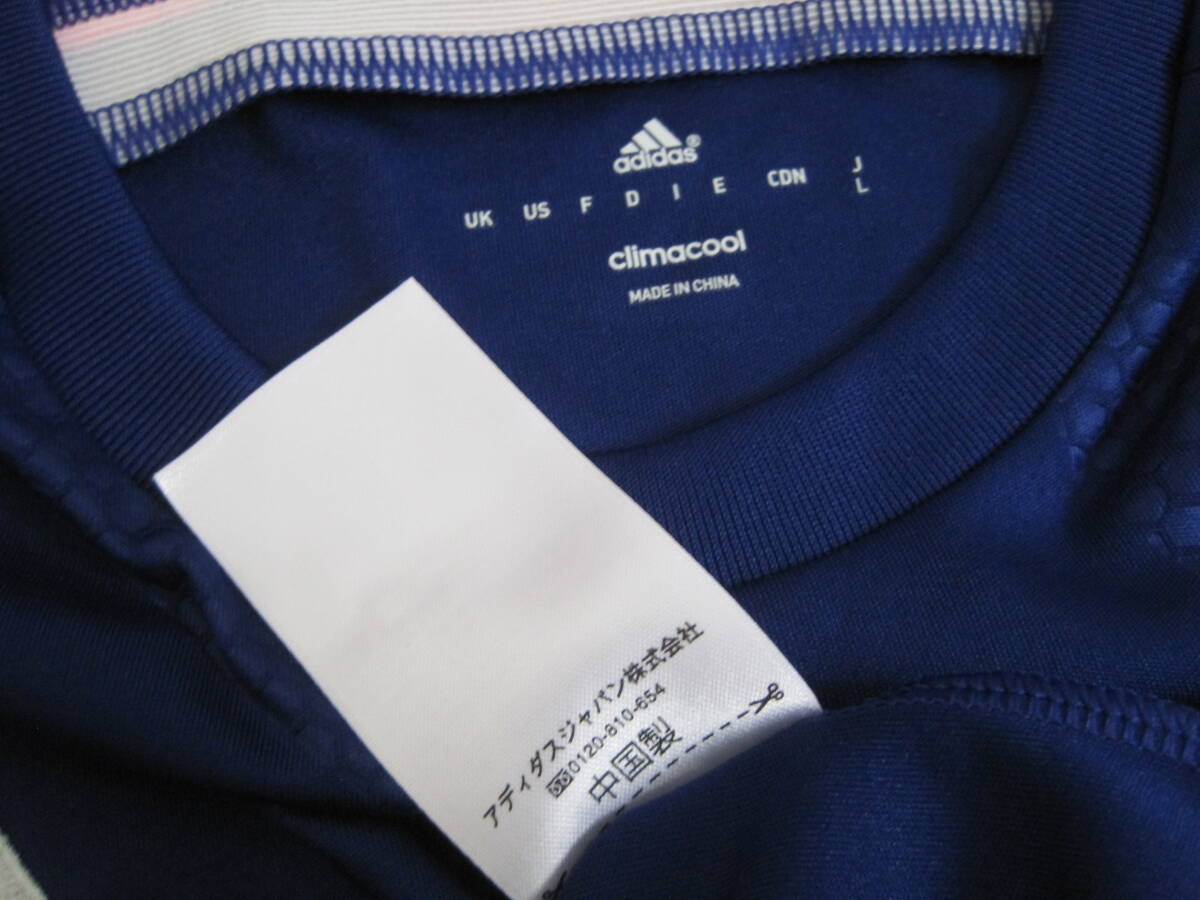 adidas®
UK US F D I E CDN J
L
climacool
MADE IN CHINA
アディダスジャパン株式会社
0120-810-654
中国製